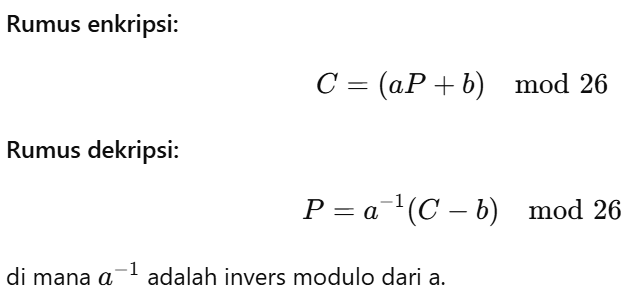 Rumus enkripsi:
C = (aP + b) mod 26
Rumus dekripsi:
P = a⁻¹(C − b) mod 26
di mana a⁻¹ adalah invers modulo dari a.